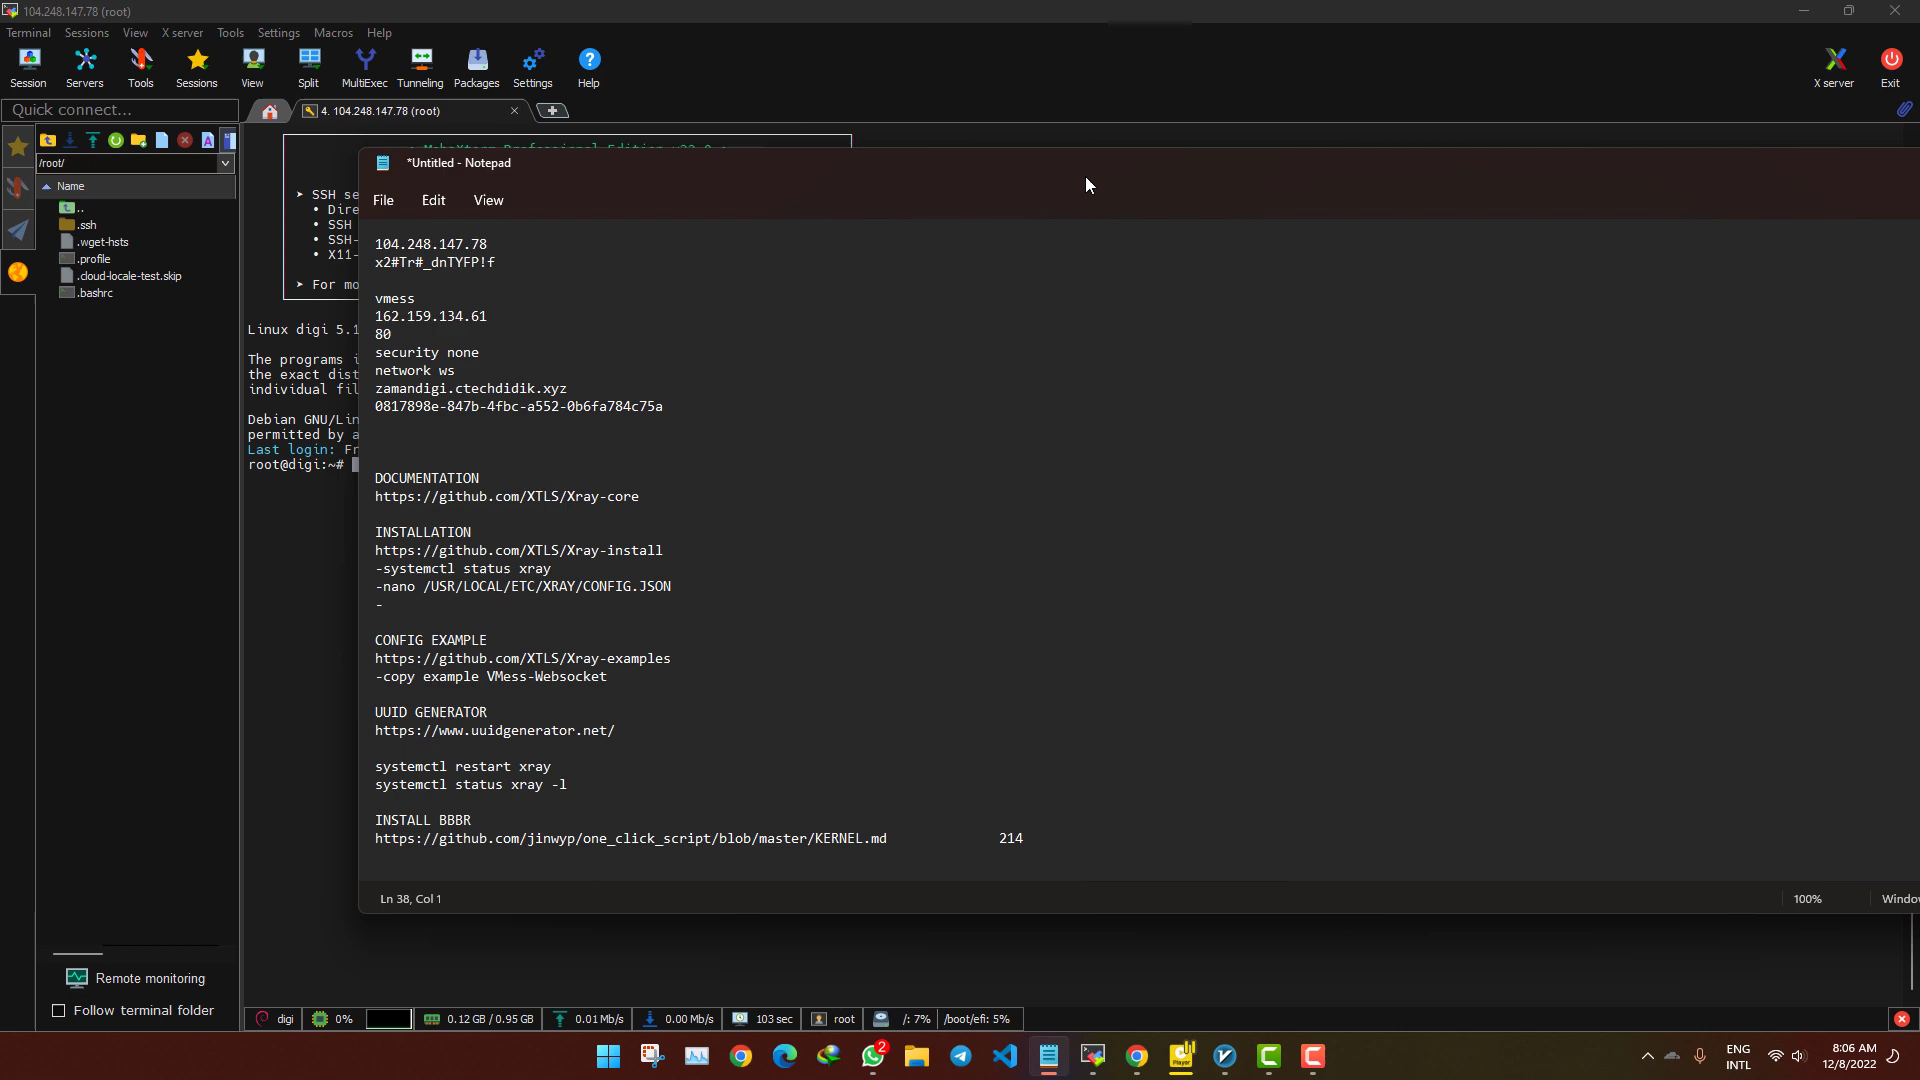 104.248.147.78 (root)
Terminal Sessions View X server Tools Settings Macros Help
Session Servers Tools Sessions View Split MultiExec Tunneling Packages Settings Help X server Exit
Quick connect...
4. 104.248.147.78 (root)
/root/
Name
..
.ssh
.wget-hsts
.profile
.cloud-locale-test.skip
.bashrc
Remote monitoring
Follow terminal folder
➤ SSH se
• Dire
• SSH
• SSH-
• X11-
➤ For mo
Linux digi 5.1
The programs i
the exact dist
individual fil
Debian GNU/Lin
permitted by a
Last login: Fr
root@digi:~#
*Untitled - Notepad
File Edit View
104.248.147.78
x2#Tr#_dnTYFP!f
vmess
162.159.134.61
80
security none
network ws
zamandigi.ctechdidik.xyz
0817898e-847b-4fbc-a552-0b6fa784c75a
DOCUMENTATION
https://github.com/XTLS/Xray-core
INSTALLATION
https://github.com/XTLS/Xray-install
-systemctl status xray
-nano /USR/LOCAL/ETC/XRAY/CONFIG.JSON
-
CONFIG EXAMPLE
https://github.com/XTLS/Xray-examples
-copy example VMess-Websocket
UUID GENERATOR
https://www.uuidgenerator.net/
systemctl restart xray
systemctl status xray -l
INSTALL BBBR
https://github.com/jinwyp/one_click_script/blob/master/KERNEL.md 214
Ln 38, Col 1 100% Window
digi 0% 0.12 GB / 0.95 GB 0.01 Mb/s 0.00 Mb/s 103 sec root /: 7% /boot/efi: 5%
2
ENG
INTL
8:06 AM
12/8/2022